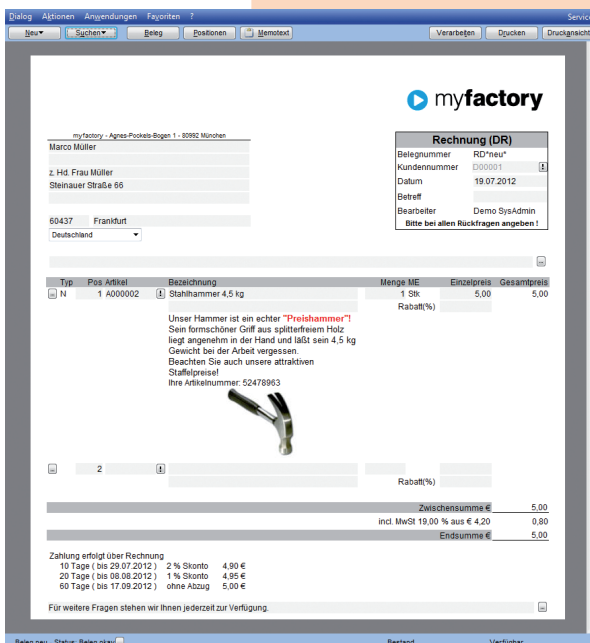 Dialog Aktionen Anwendungen Favoriten ? Service
Neu Suchen Beleg Positionen Memotext Verarbeiten Drucken Druckansicht
myfactory
myfactory - Agnes-Pockels-Bogen 1 - 80992 München
Marco Müller
z. Hd. Frau Müller
Steinauer Straße 66
60437 Frankfurt
Deutschland
Rechnung (DR)
Belegnummer RD*neu*
Kundennummer D00001
Datum 19.07.2012
Betreff
Bearbeiter Demo SysAdmin
Bitte bei allen Rückfragen angeben !
Typ Pos Artikel Bezeichnung Menge ME Einzelpreis Gesamtpreis
N 1 A000002 Stahlhammer 4,5 kg 1 Stk 5,00 5,00
Rabatt(%)
Unser Hammer ist ein echter "Preishammer"!
Sein formschöner Griff aus splitterfreiem Holz
liegt angenehm in der Hand und läßt sein 4,5 kg
Gewicht bei der Arbeit vergessen.
Beachten Sie auch unsere attraktiven
Staffelpreise!
Ihre Artikelnummer: 52478963
2
Rabatt(%)
Zwischensumme € 5,00
incl. MwSt 19,00 % aus € 4,20 0,80
Endsumme € 5,00
Zahlung erfolgt über Rechnung
10 Tage ( bis 29.07.2012 ) 2 % Skonto 4,90 €
20 Tage ( bis 08.08.2012 ) 1 % Skonto 4,95 €
60 Tage ( bis 17.09.2012 ) ohne Abzug 5,00 €
Für weitere Fragen stehen wir Ihnen jederzeit zur Verfügung.
Beleg neu Status: Beleg okay Bestand Verfügbar